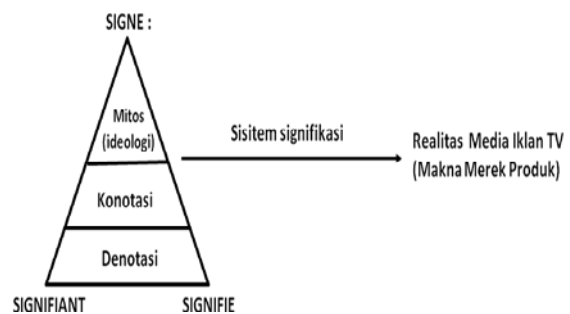 SIGNE :
Mitos
(ideologi)
Sisitem signifikasi
Realitas Media Iklan TV
(Makna Merek Produk)
Konotasi
Denotasi
SIGNIFIANT
SIGNIFIE